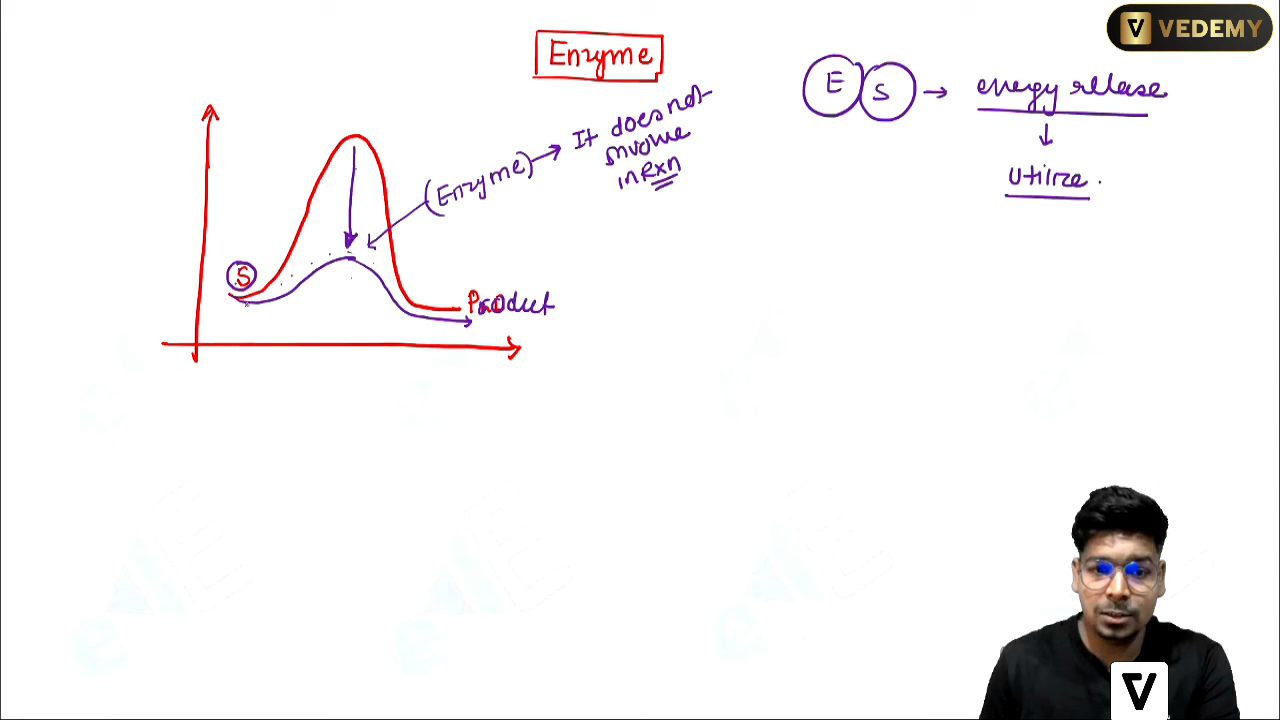 VEDEMY
Enzyme
E S → energy release
↓
utilize.
(Enzyme) → It does not
involve
in Rxn
S
Product